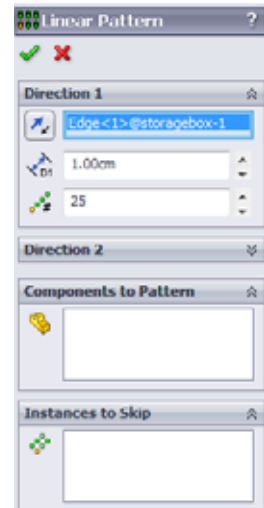 Linear Pattern ?
Direction 1
Edge<1>@storagebox-1
D1 1.00cm
25
Direction 2
Components to Pattern
Instances to Skip